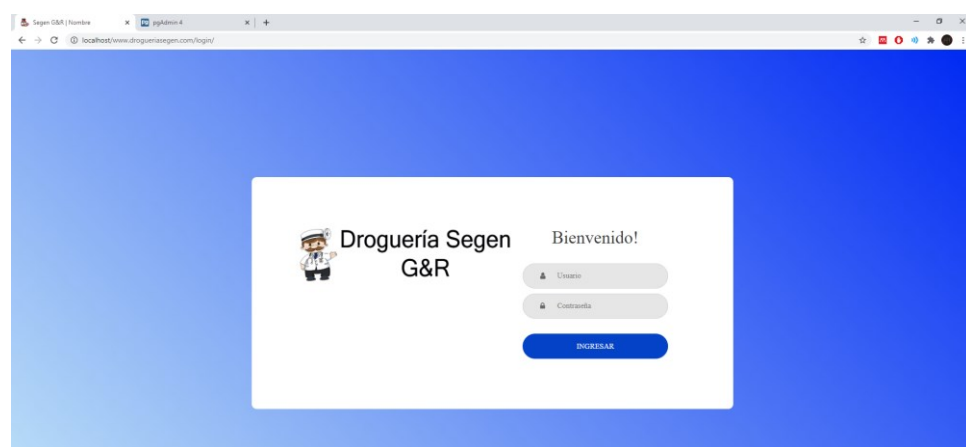 Segen G&R | Nombre
pgAdmin 4
localhost/www.drogueriasegen.com/login/
Droguería Segen
G&R
Bienvenido!
Usuario
Contraseña
INGRESAR